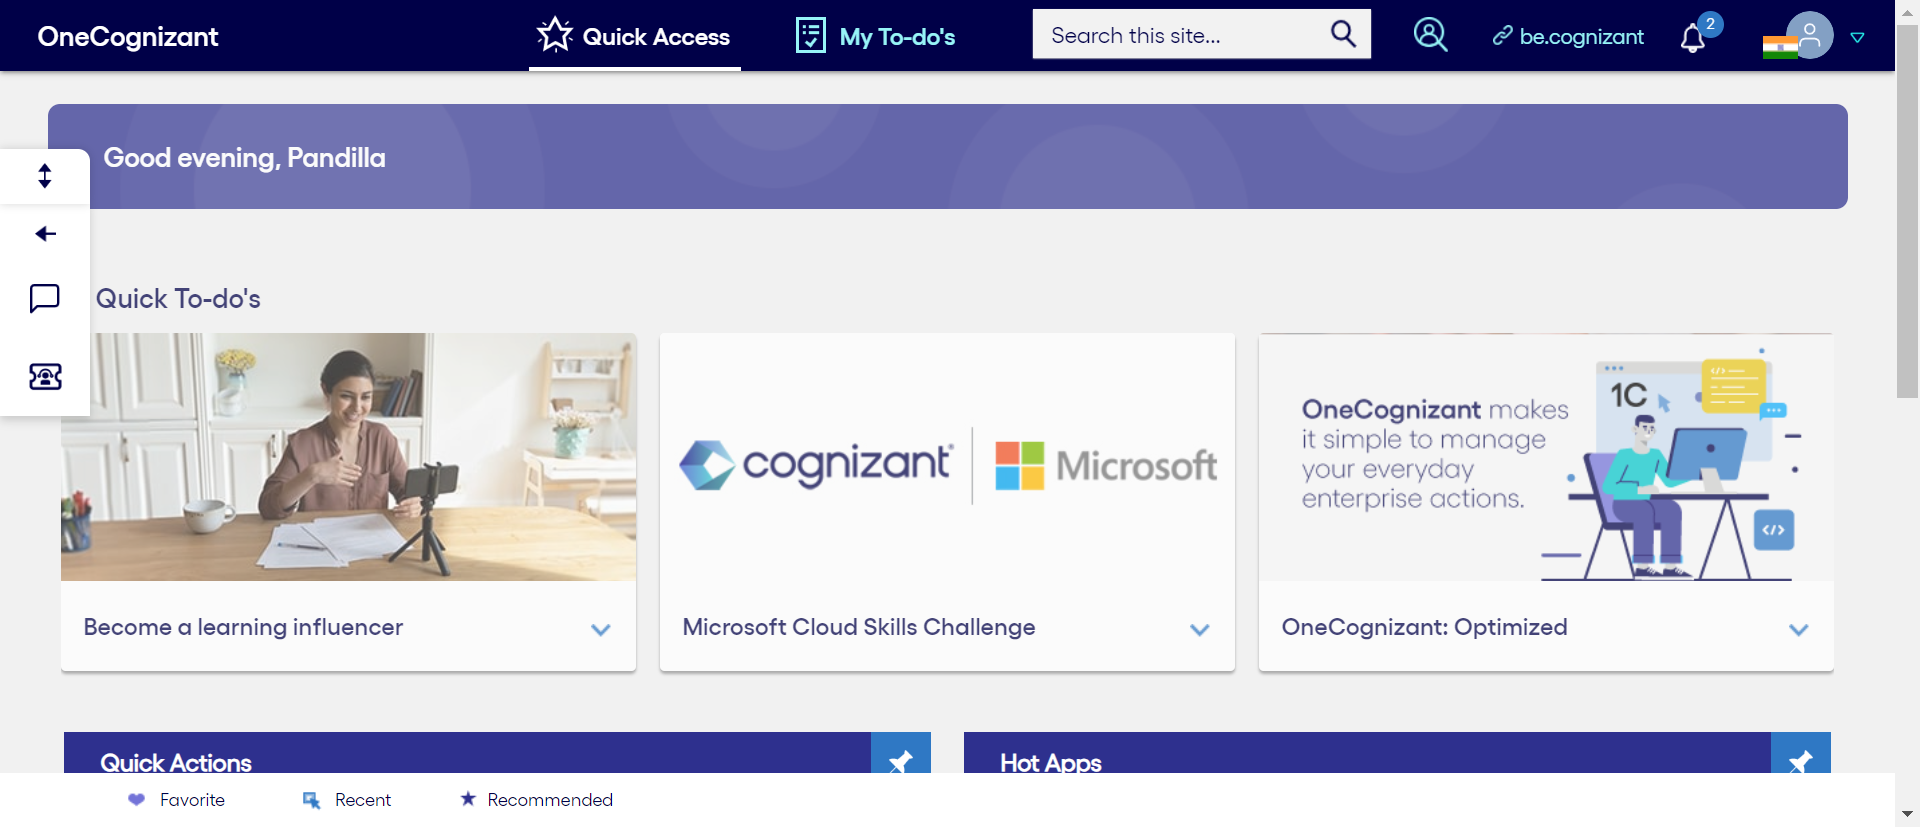 OneCognizant
Quick Access
My To-do's
Search this site...
be.cognizant
2
Good evening, Pandilla
Quick To-do's
cognizant
Microsoft
OneCognizant makes
it simple to manage
your everyday
enterprise actions.
1C
</>
</>
Become a learning influencer
Microsoft Cloud Skills Challenge
OneCognizant: Optimized
Quick Actions
Hot Apps
Favorite
Recent
Recommended